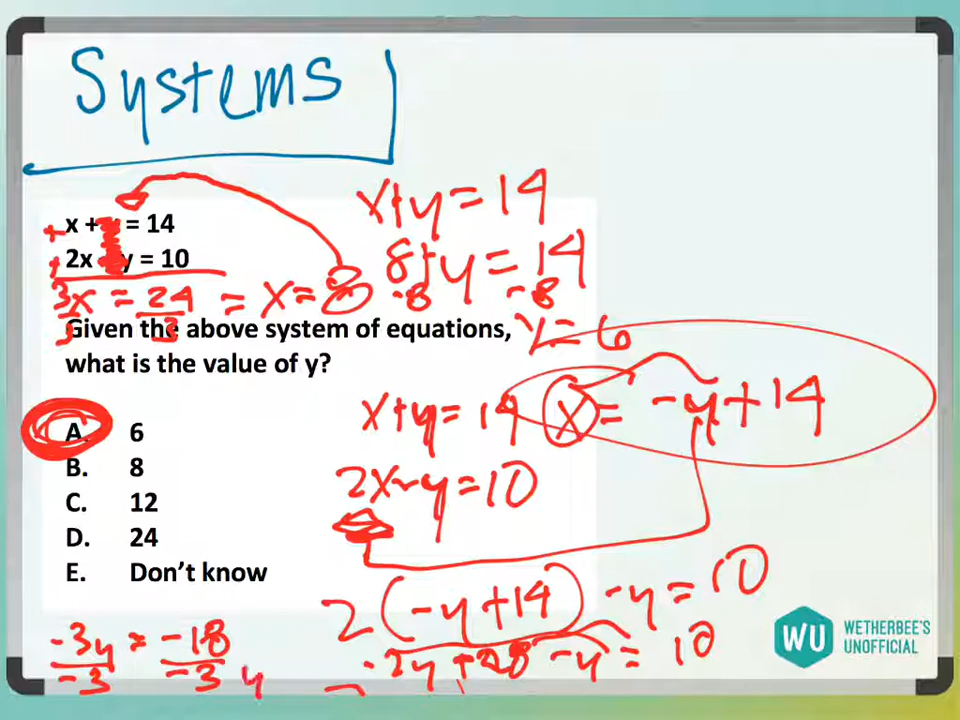 Systems
x + y = 14
2x - y = 10
3x = 24 = x = 8
3 3
x + y = 14
8 + y = 14
-8 -8
y = 6
Given the above system of equations,
what is the value of y?
A. 6
B. 8
C. 12
D. 24
E. Don't know
x + y = 14 x = -y + 14
2x - y = 10
2(-y + 14) - y = 10
-2y + 28 - y = 10
-3y = -18
-3 -3 y
WU WETHERBEE'S
UNOFFICIAL